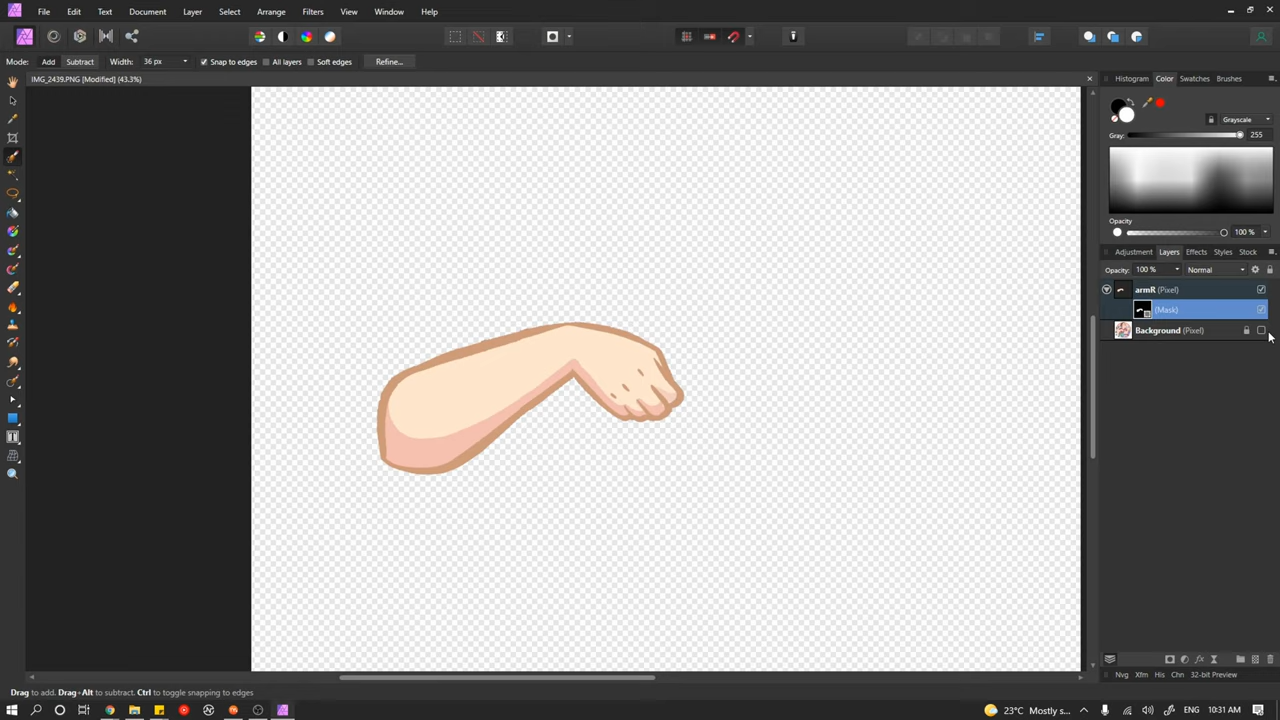 File Edit Text Document Layer Select Arrange Filters View Window Help
Mode: Add Subtract Width: 36 px Snap to edges All layers Soft edges Refine...
IMG_2439.PNG [Modified] (43.3%)
Histogram Color Swatches Brushes
Grayscale
Gray: 255
Opacity
100 %
Adjustment Layers Effects Styles Stock
Opacity: 100 % Normal
armR (Pixel)
(Mask)
Background (Pixel)
Nvg Xfm His Chn 32-bit Preview
Drag to add. Drag+Alt to subtract. Ctrl to toggle snapping to edges
23°C Mostly s... ENG 10:31 AM